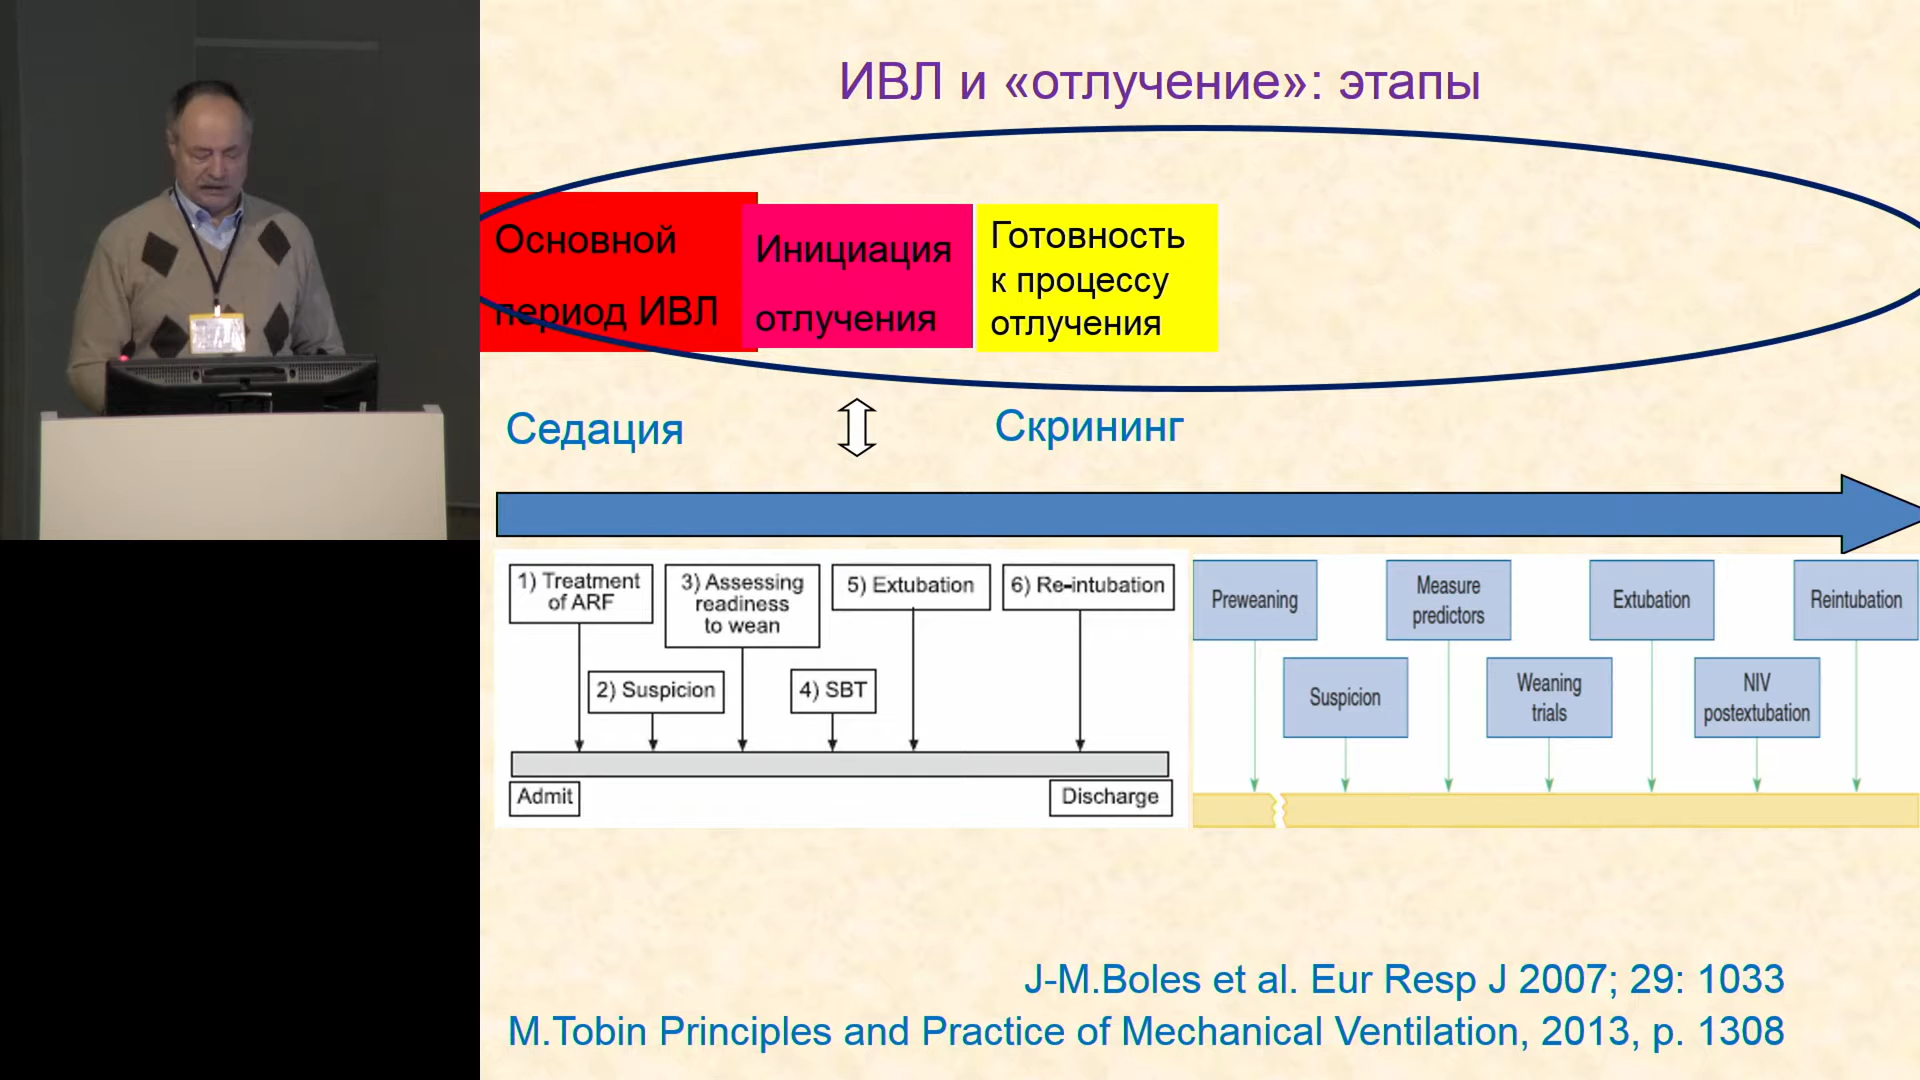 ИВЛ и «отлучение»: этапы
Основной
период ИВЛ
Инициация
отлучения
Готовность
к процессу
отлучения
Седация
Скрининг
1) Treatment
of ARF
3) Assessing
readiness
to wean
5) Extubation
6) Re-intubation
2) Suspicion
4) SBT
Admit
Discharge
Preweaning
Measure
predictors
Extubation
Reintubation
Suspicion
Weaning
trials
NIV
postextubation
J-M.Boles et al. Eur Resp J 2007; 29: 1033
M.Tobin Principles and Practice of Mechanical Ventilation, 2013, p. 1308